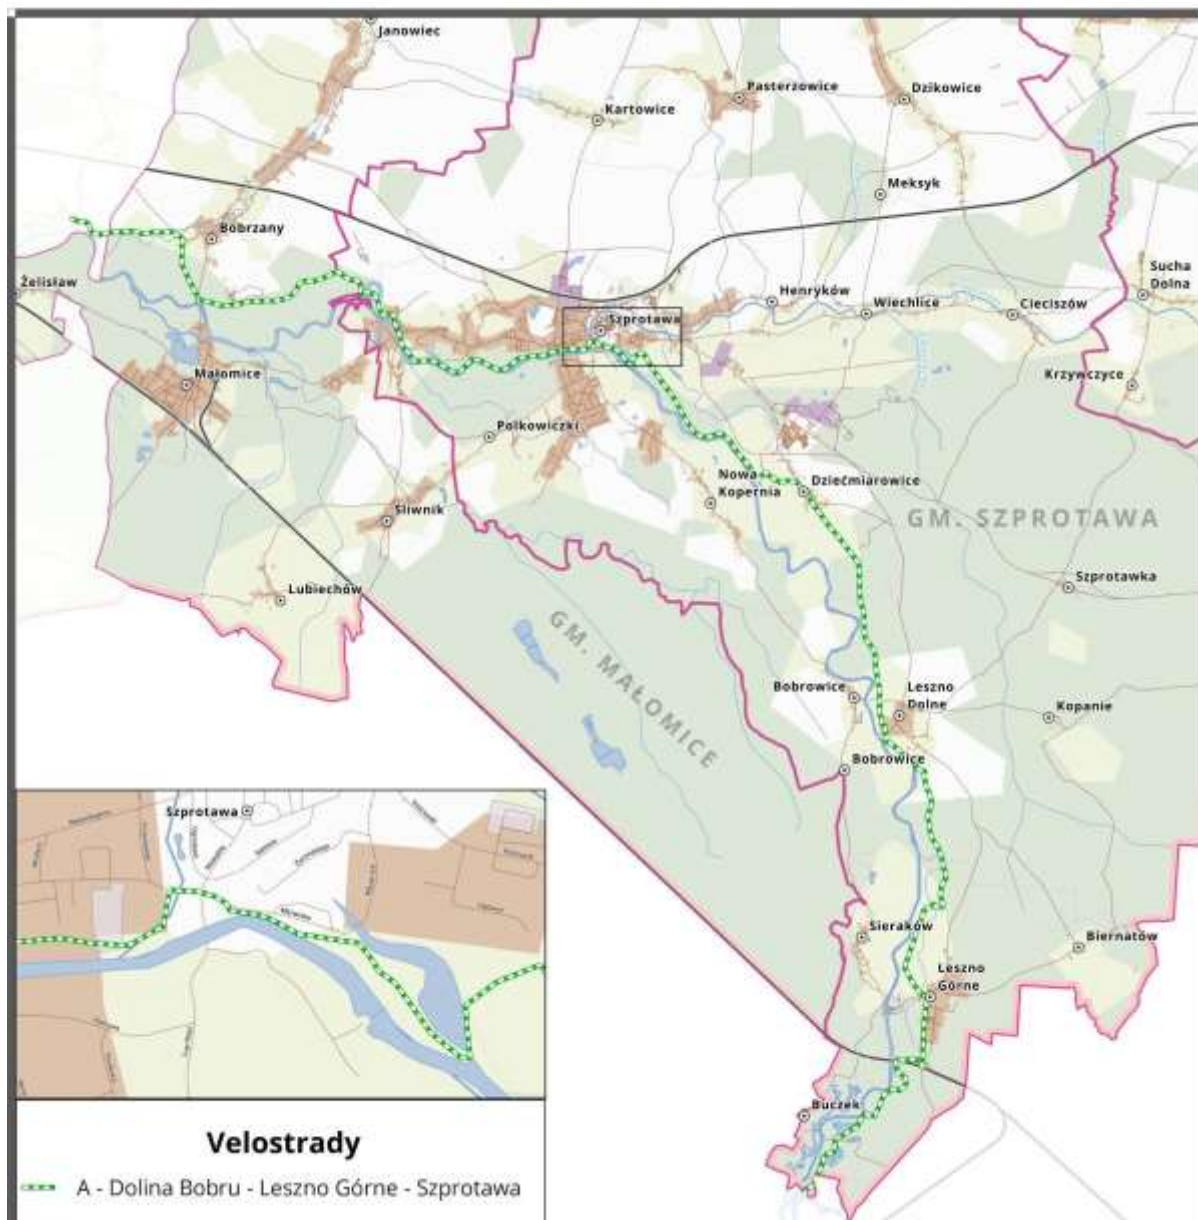 Janowiec
Pasterzowice
Dzikowice
Kartowice
Meksyk
Bobrzany
Żelisław
Sucha
Dolna
Henryków
Wiechlice
Cieciszów
Szprotawa
Małomice
Krzywczyce
Polkowiczki
Nowa
Kopernia
Dziećmiarowice
Śliwnik
GM. SZPROTAWA
Szprotawka
Lubiechów
GM. MAŁOMICE
Bobrowice
Leszno
Dolne
Kopanie
Bobrowice
Szprotawa
Sieraków
Biernatów
Leszno
Górne
Buczek
Velostrady
A - Dolina Bobru - Leszno Górne - Szprotawa